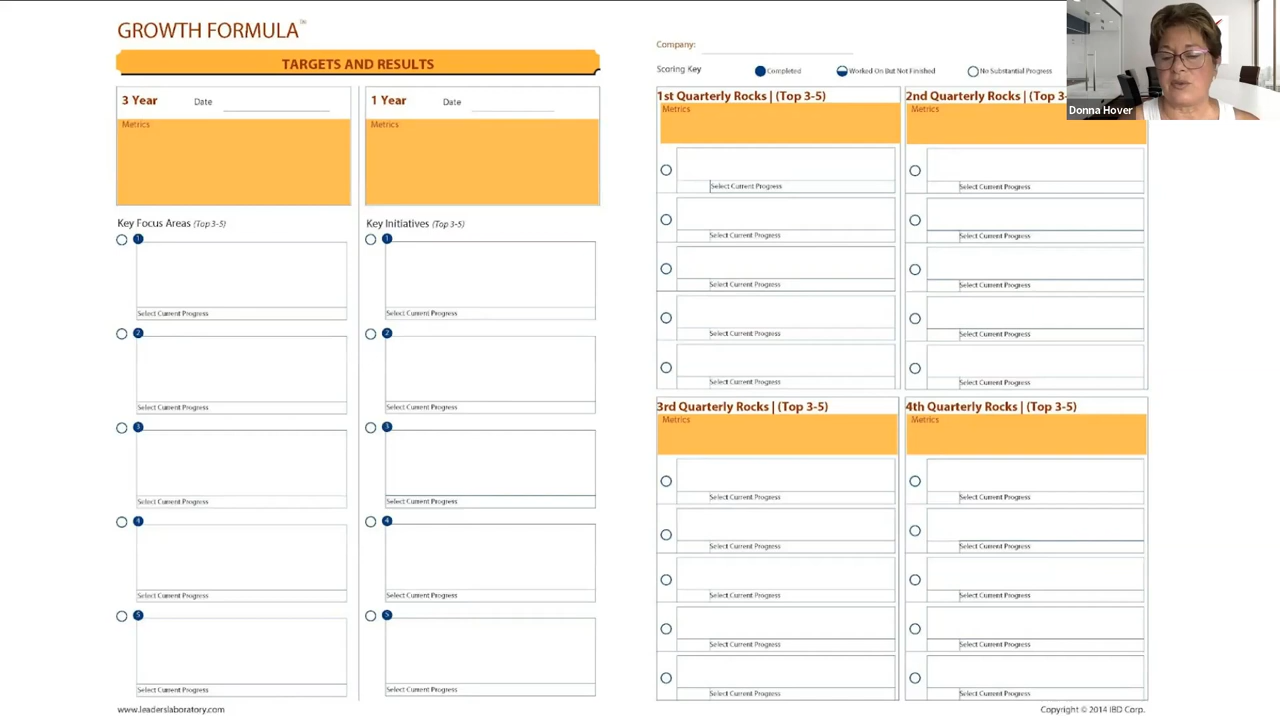 GROWTH FORMULA™
TARGETS AND RESULTS
3 Year Date
Metrics
1 Year Date
Metrics
Key Focus Areas (Top 3-5)
1
Select Current Progress
2
Select Current Progress
3
Select Current Progress
4
Select Current Progress
5
Select Current Progress
Key Initiatives (Top 3-5)
1
Select Current Progress
2
Select Current Progress
3
Select Current Progress
4
Select Current Progress
5
Select Current Progress
www.leaderslaboratory.com
Company:
Scoring Key Completed Worked On But Not Finished No Substantial Progress
1st Quarterly Rocks | (Top 3-5)
Metrics
Select Current Progress
Select Current Progress
Select Current Progress
Select Current Progress
Select Current Progress
2nd Quarterly Rocks | (Top 3-
Metrics
Select Current Progress
Select Current Progress
Select Current Progress
Select Current Progress
Select Current Progress
3rd Quarterly Rocks | (Top 3-5)
Metrics
Select Current Progress
Select Current Progress
Select Current Progress
Select Current Progress
Select Current Progress
4th Quarterly Rocks | (Top 3-5)
Metrics
Select Current Progress
Select Current Progress
Select Current Progress
Select Current Progress
Select Current Progress
Copyright © 2014 IBD Corp.
Donna Hover